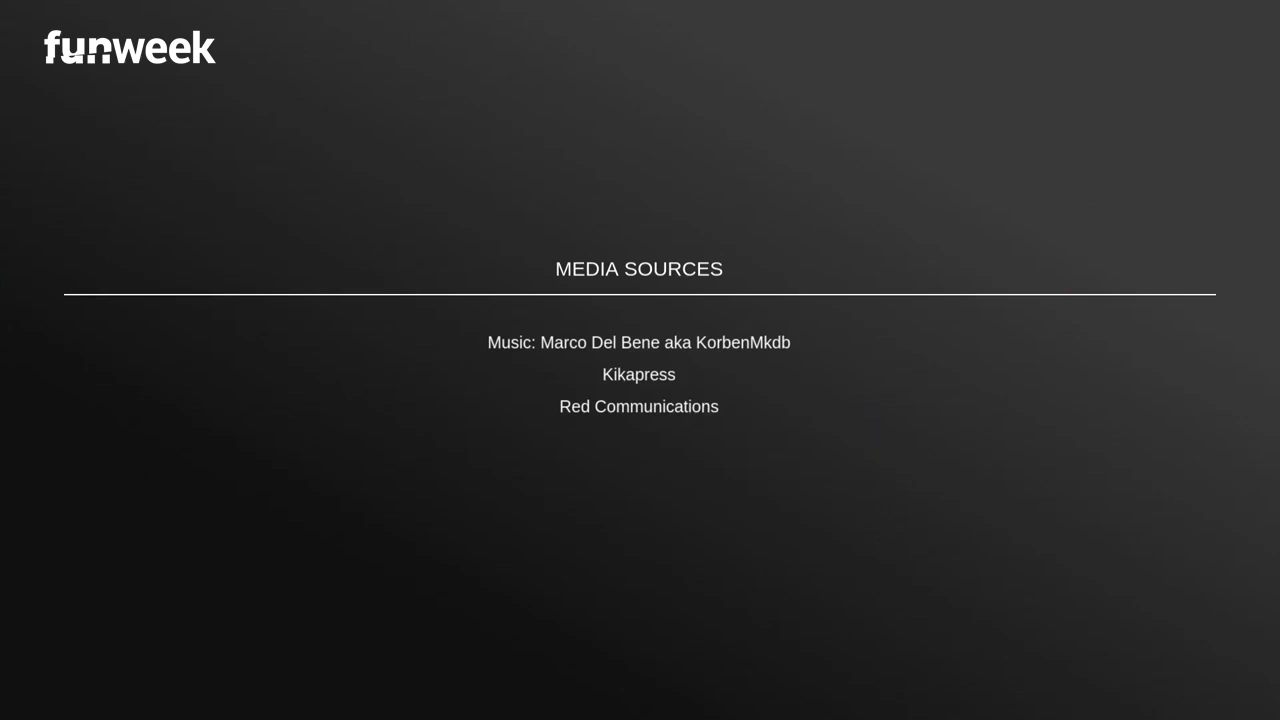 funweek
MEDIA SOURCES
Music: Marco Del Bene aka KorbenMkdb
Kikapress
Red Communications